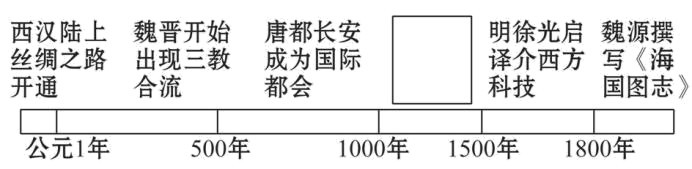 西汉陆上
丝绸之路
开通
魏晋开始
出现三教
合流
唐都长安
成为国际
都会
明徐光启
译介西方
科技
魏源撰
写《海
国图志》
公元1年
500年
1000年
1500年
1800年